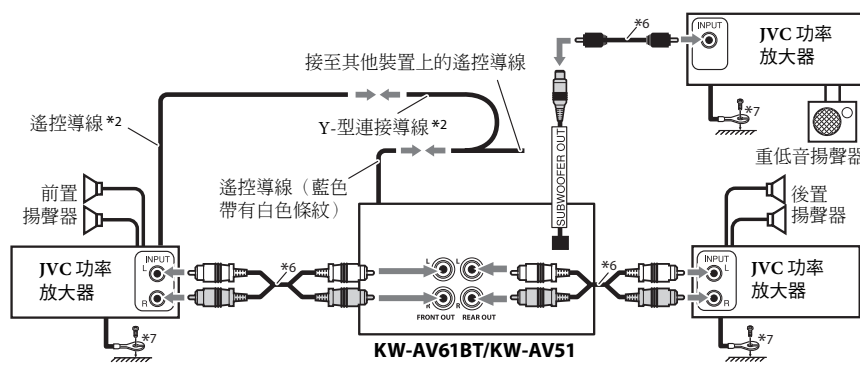 *6
INPUT
JVC 功率
放大器
接至其他裝置上的遙控導線
*7
遙控導線*2
Y-型連接導線*2
SUBWOOFER OUT
重低音揚聲器
遙控導線（藍色
帶有白色條紋）
前置
揚聲器
後置
揚聲器
JVC 功率
放大器
INPUT
L
R
*6
L
L
R
R
FRONT OUT
REAR OUT
*6
INPUT
L
R
JVC 功率
放大器
*7
*7
KW-AV61BT/KW-AV51